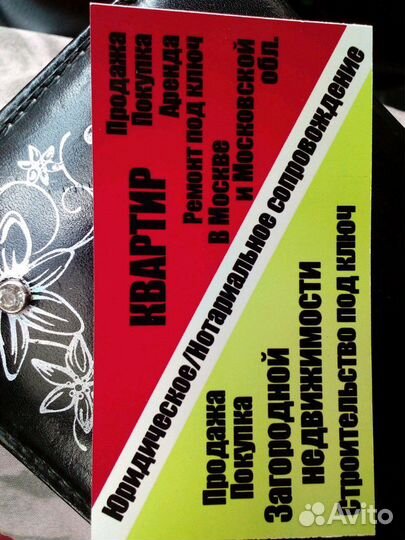 Продажа
Покупка
Аренда
КВАРТИР
Ремонт под ключ
В Москве
и Московской
обл.
Юридическое/Нотариальное сопровождение
Продажа
Покупка
Загородной
недвижимости
Строительство под ключ
Avito